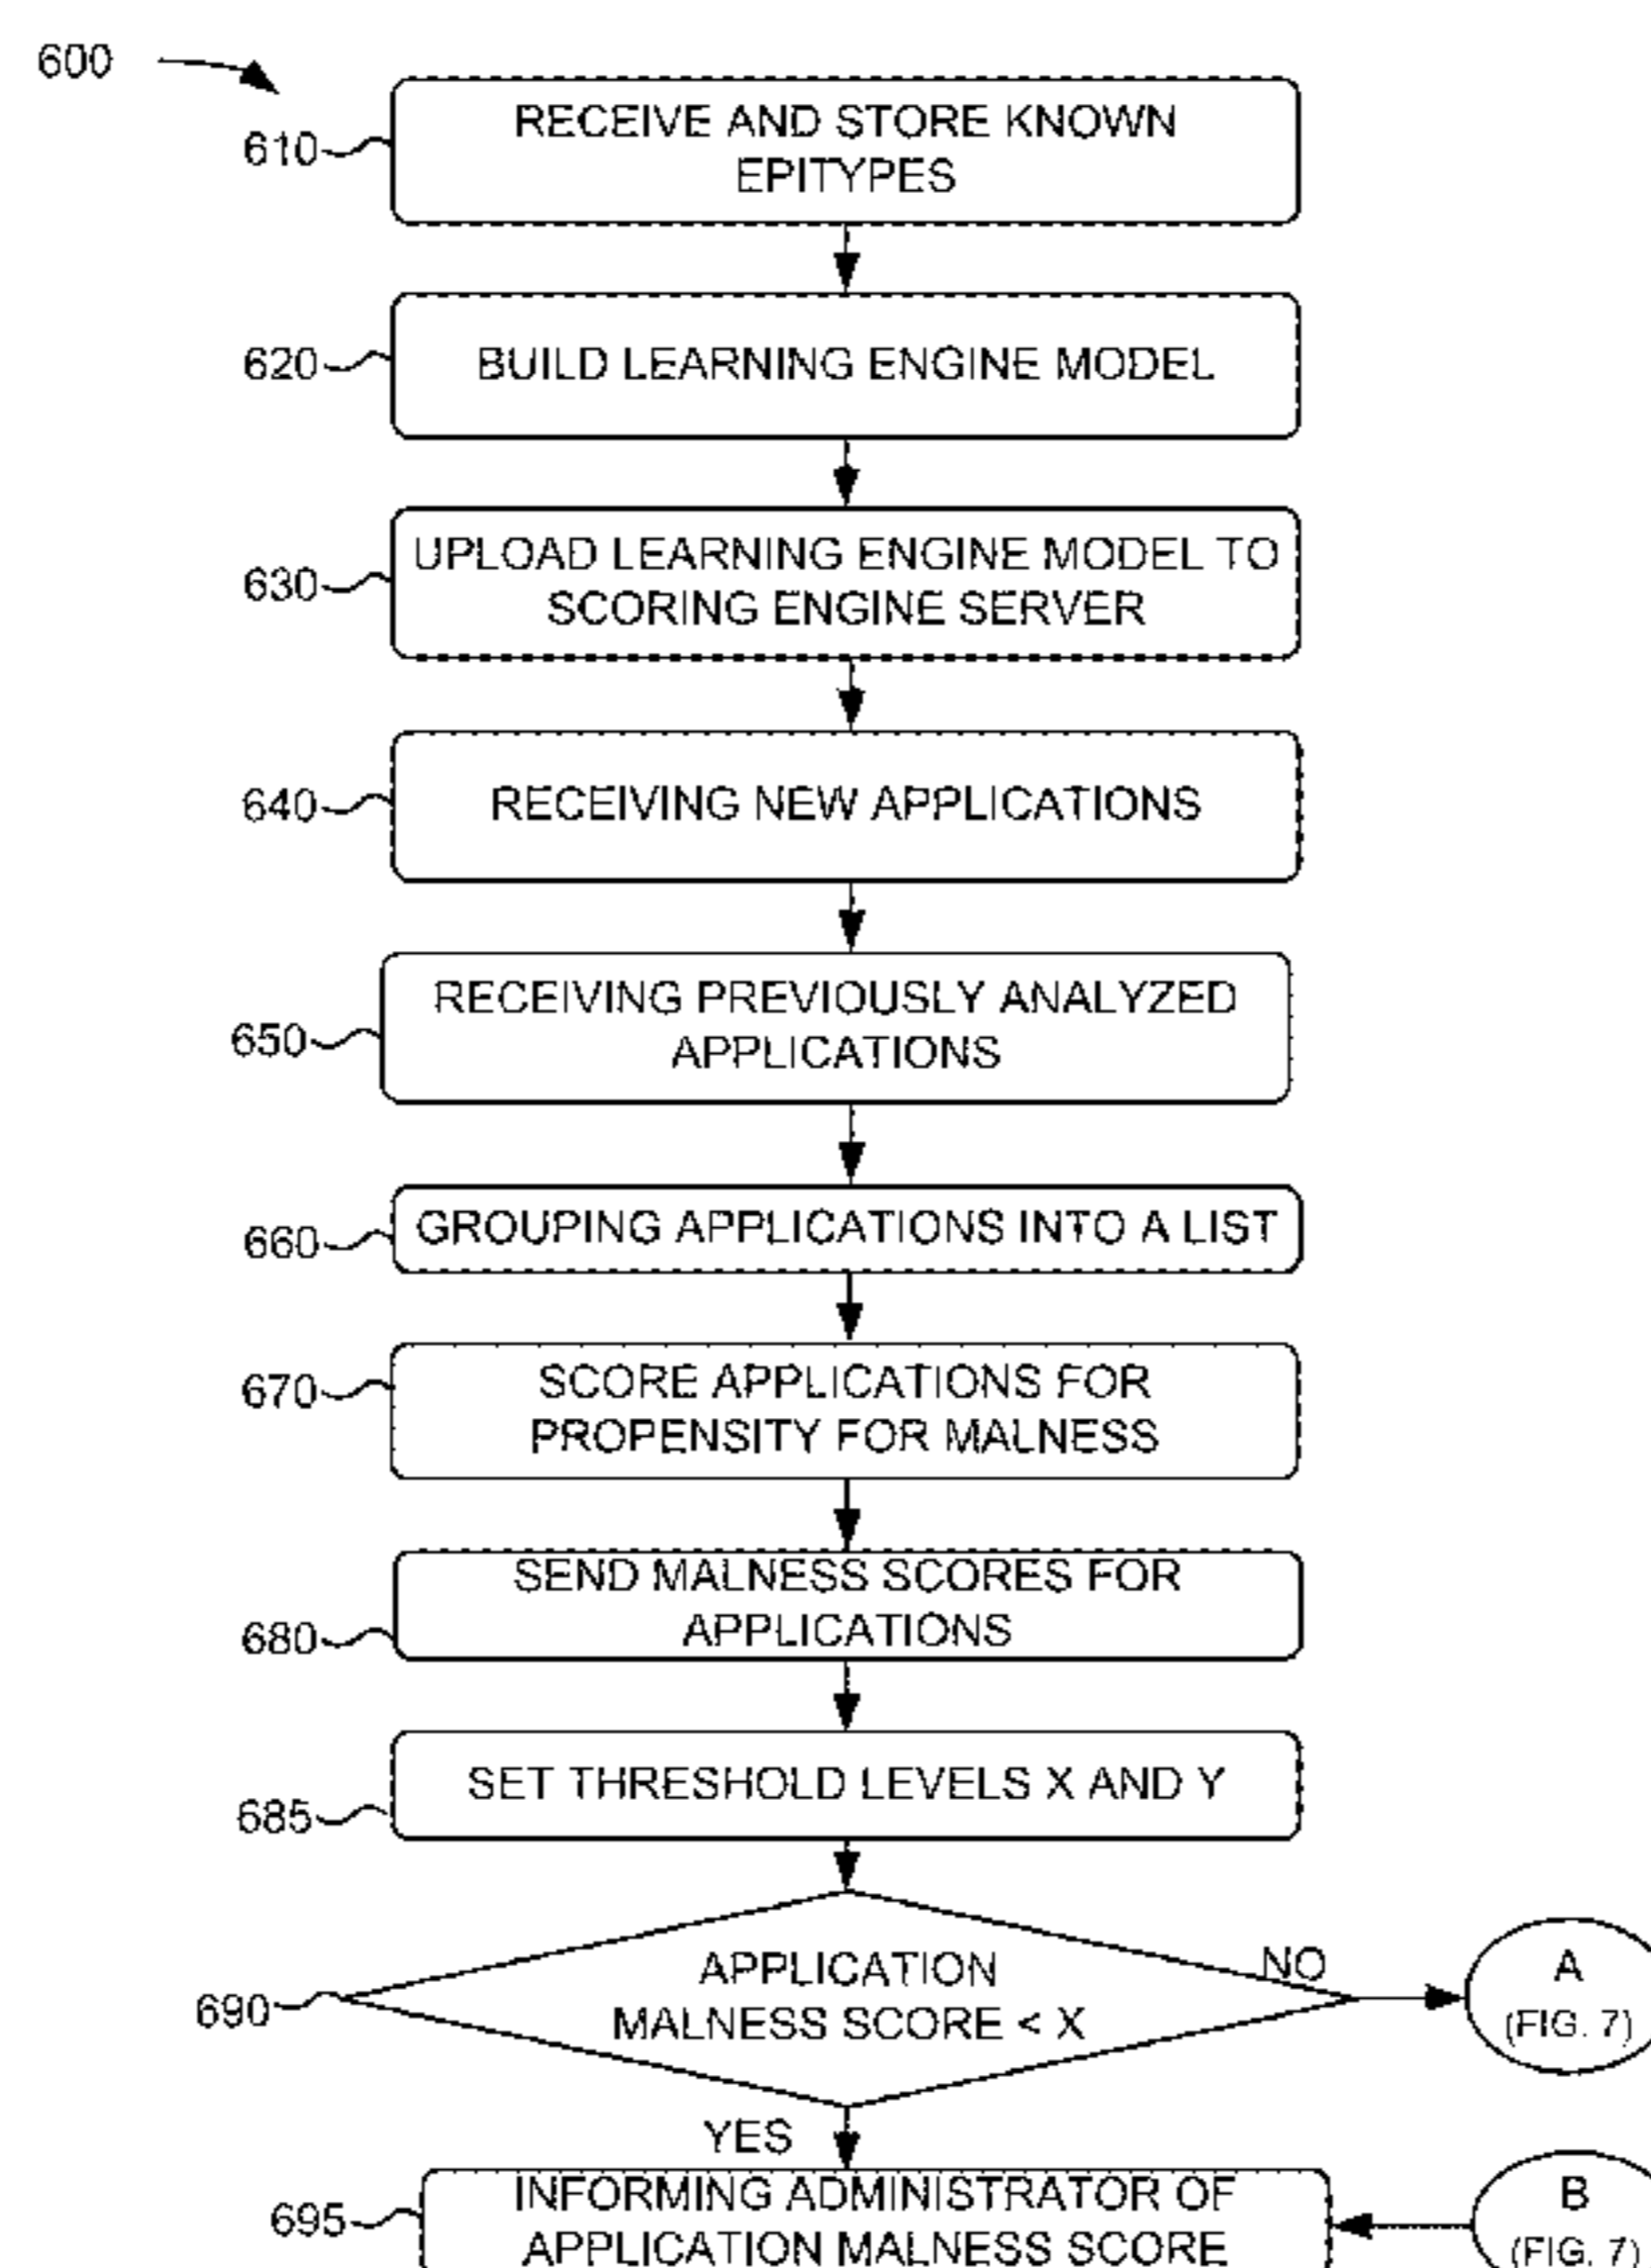 600
610
RECEIVE AND STORE KNOWN
EPITYPES
620
BUILD LEARNING ENGINE MODEL
630
UPLOAD LEARNING ENGINE MODEL TO
SCORING ENGINE SERVER
640
RECEIVING NEW APPLICATIONS
650
RECEIVING PREVIOUSLY ANALYZED
APPLICATIONS
660
GROUPING APPLICATIONS INTO A LIST
670
SCORE APPLICATIONS FOR
PROPENSITY FOR MALNESS
680
SEND MALNESS SCORES FOR
APPLICATIONS
685
SET THRESHOLD LEVELS X AND Y
690
APPLICATION
MALNESS SCORE < X
NO
A
(FIG. 7)
YES
695
INFORMING ADMINISTRATOR OF
APPLICATION MALNESS SCORE
B
(FIG. 7)